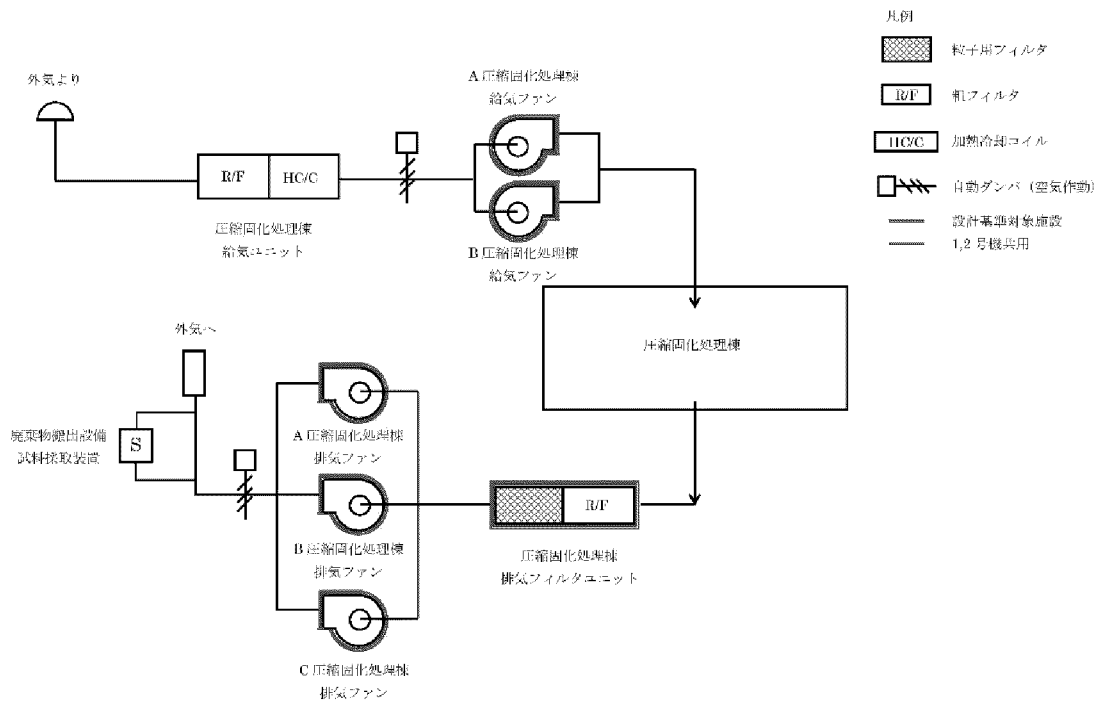 外気より
R/F
HC/C
圧縮固化処理棟
給気ユニット
A 圧縮固化処理棟
給気ファン
B 圧縮固化処理棟
給気ファン
凡例
粒子用フィルタ
R/F
粗フィルタ
HC/C
加熱冷却コイル
自動ダンパ (空気作動)
設計基準対象施設
1,2 号機共用
圧縮固化処理棟
外気へ
廃棄物搬出設備
試料採取装置
S
A 圧縮固化処理棟
排気ファン
B 圧縮固化処理棟
排気ファン
C 圧縮固化処理棟
排気ファン
R/F
圧縮固化処理棟
排気フィルタユニット